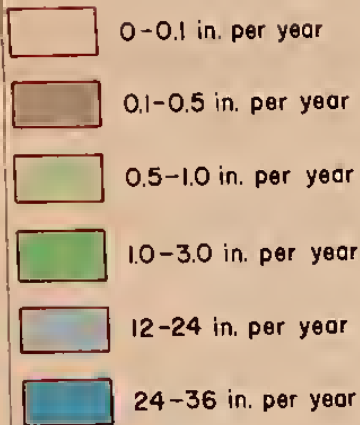 0-0.1 in. per year
0.1-0.5 in. per year
0.5-1.0 in. per year
1.0-3.0 in. per year
12-24 in. per year
24-36 in. per year